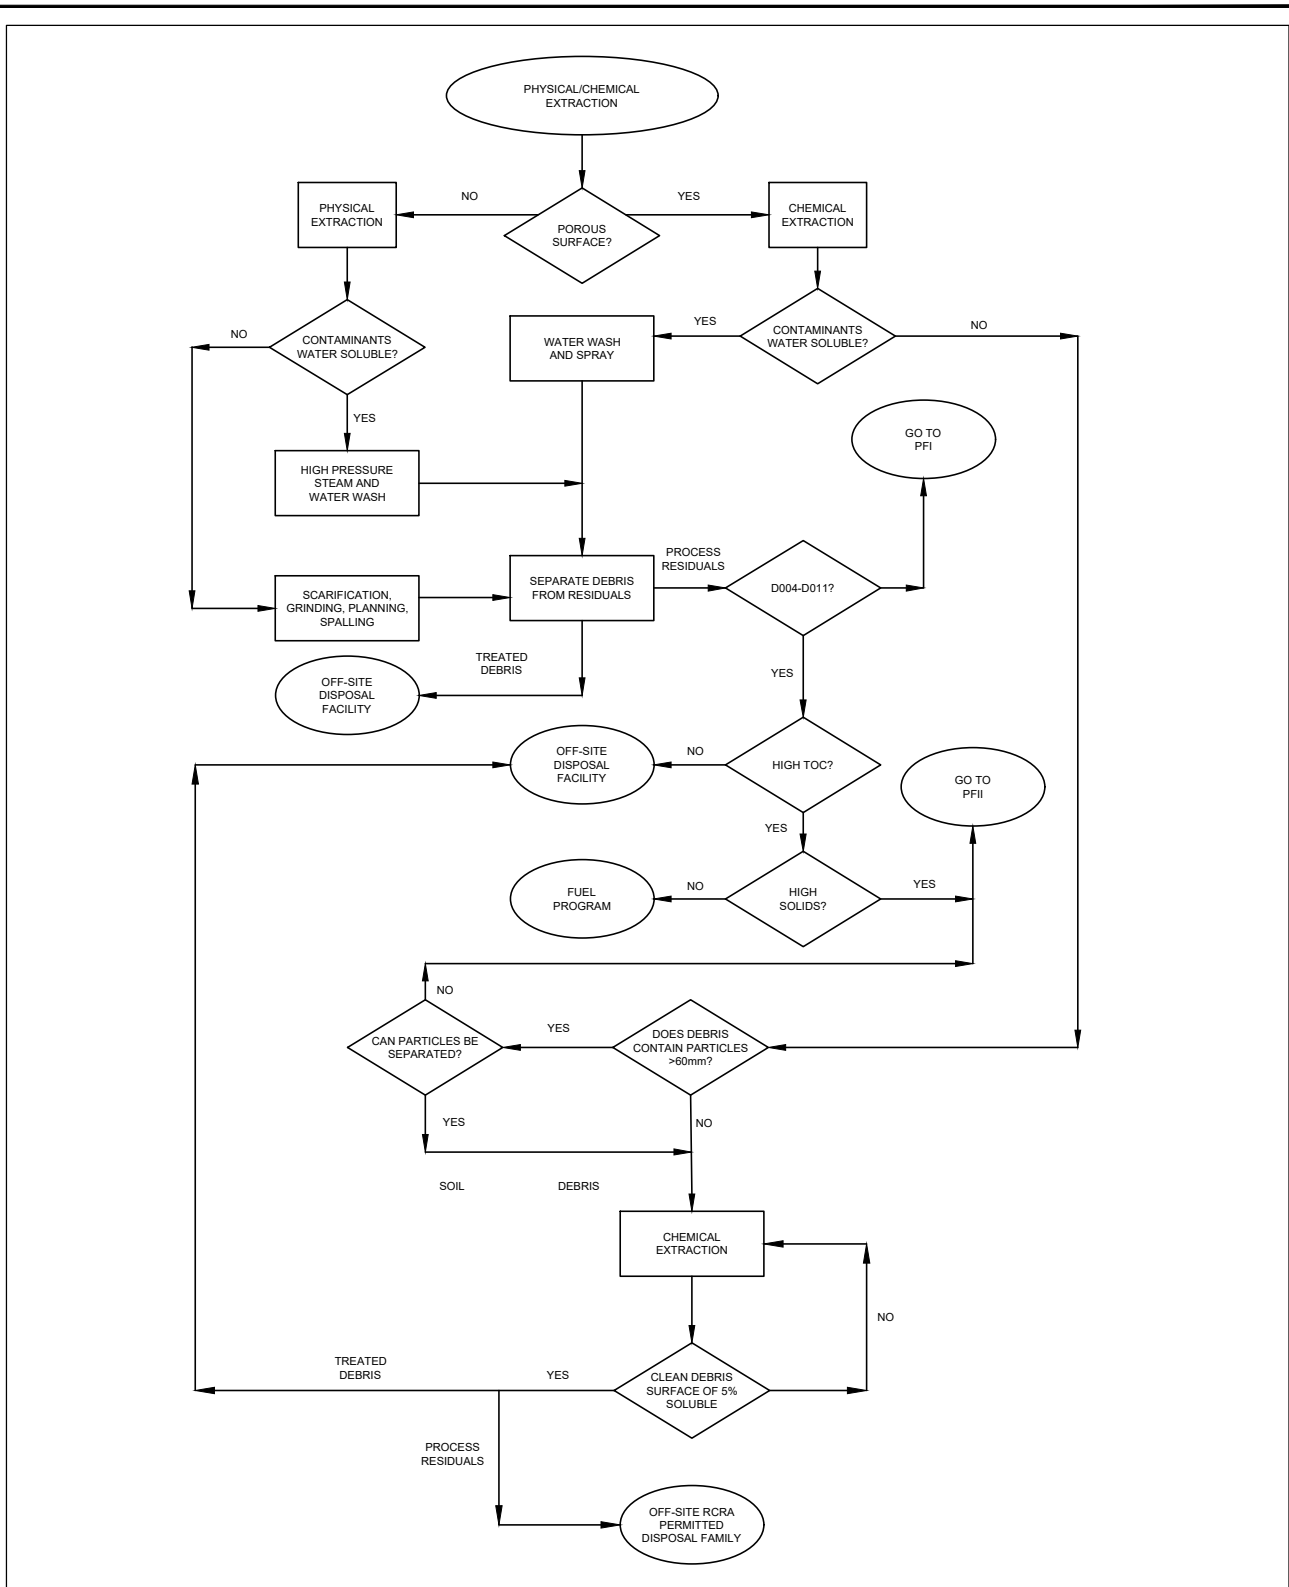 PHYSICAL/CHEMICAL
EXTRACTION
NO
YES
PHYSICAL
EXTRACTION
POROUS
SURFACE?
CHEMICAL
EXTRACTION
NO
CONTAMINANTS
WATER SOLUBLE?
WATER WASH
AND SPRAY
YES
CONTAMINANTS
WATER SOLUBLE?
NO
YES
GO TO
PFI
HIGH PRESSURE
STEAM AND
WATER WASH
SCARIFICATION,
GRINDING, PLANNING,
SPALLING
SEPARATE DEBRIS
FROM RESIDUALS
PROCESS
RESIDUALS
D004-D011?
TREATED
DEBRIS
YES
OFF-SITE
DISPOSAL
FACILITY
OFF-SITE
DISPOSAL
FACILITY
NO
HIGH TOC?
GO TO
PFII
YES
FUEL
PROGRAM
NO
HIGH
SOLIDS?
YES
NO
CAN PARTICLES BE
SEPARATED?
YES
DOES DEBRIS
CONTAIN PARTICLES
>60mm?
YES
NO
SOIL
DEBRIS
CHEMICAL
EXTRACTION
NO
TREATED
DEBRIS
YES
CLEAN DEBRIS
SURFACE OF 5%
SOLUBLE
PROCESS
RESIDUALS
OFF-SITE RCRA
PERMITTED
DISPOSAL FAMILY